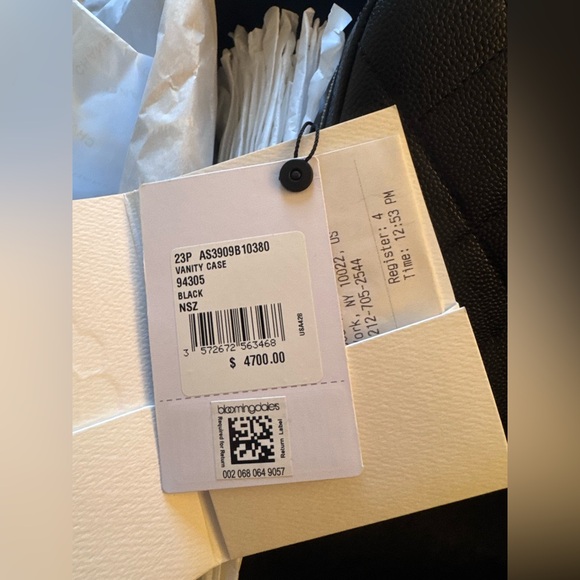 23P AS3909B10380
VANITY CASE
94305
BLACK
NSZ
USA426
3 572672 563468
$ 4700.00
bloomingdales
Required for Return
Return Label
002 068 064 9057
ork, NY 10022, US
212-705-2544
Register: 4
Time: 12:53 PM